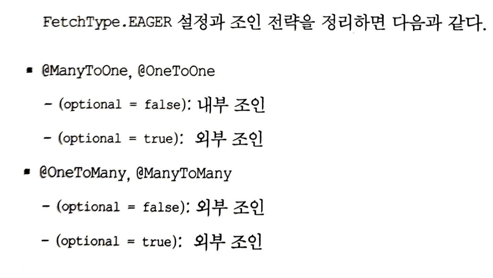 FetchType.EAGER 설정과 조인 전략을 정리하면 다음과 같다.
▪ @ManyToOne, @OneToOne
– (optional = false): 내부 조인
– (optional = true): 외부 조인
▪ @OneToMany, @ManyToMany
– (optional = false): 외부 조인
– (optional = true): 외부 조인